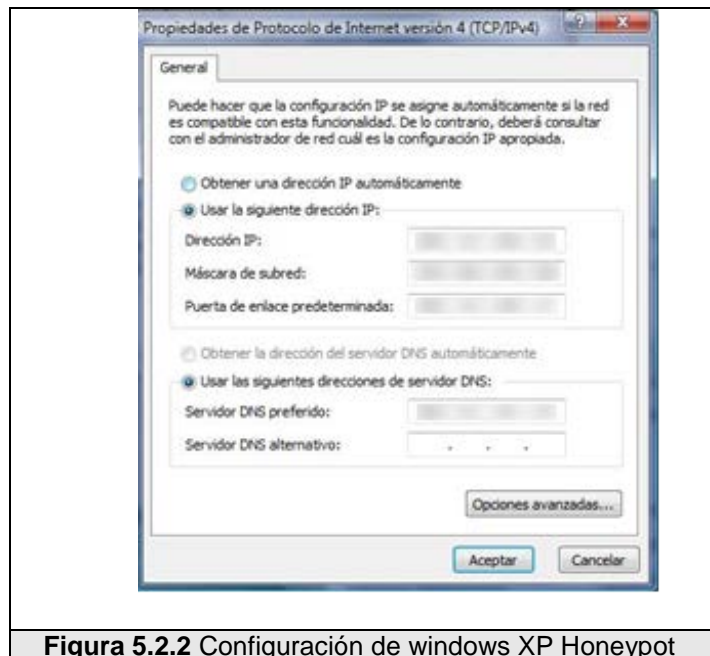 Propiedades de Protocolo de Internet versión 4 (TCP/IPv4)
General
Puede hacer que la configuración IP se asigne automáticamente si la red
es compatible con esta funcionalidad. De lo contrario, deberá consultar
con el administrador de red cuál es la configuración IP apropiada.
Obtener una dirección IP automáticamente
Usar la siguiente dirección IP:
Dirección IP:
Máscara de subred:
Puerta de enlace predeterminada:
Obtener la dirección del servidor DNS automáticamente
Usar las siguientes direcciones de servidor DNS:
Servidor DNS preferido:
Servidor DNS alternativo:
Opciones avanzadas...
Aceptar Cancelar
Figura 5.2.2 Configuración de windows XP Honeypot